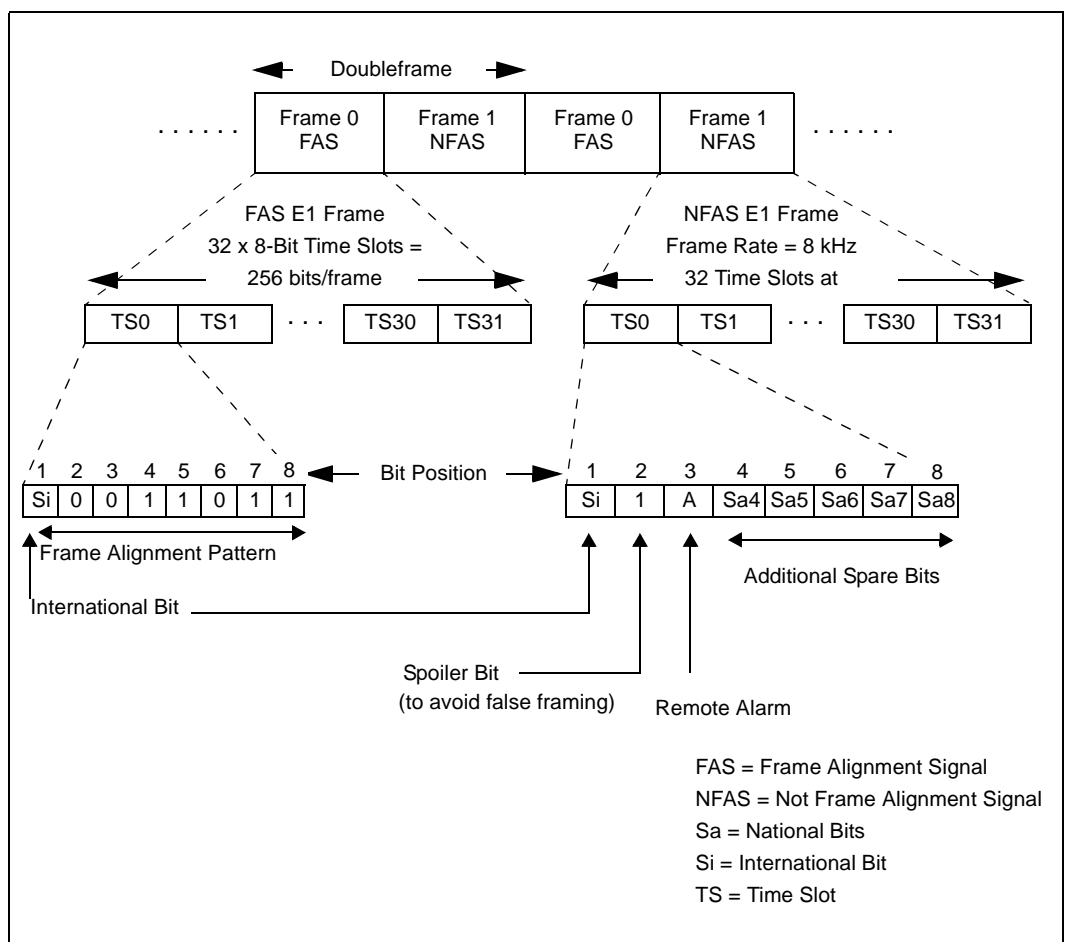 Doubleframe
· · · · · ·
Frame 0
FAS
Frame 1
NFAS
Frame 0
FAS
Frame 1
NFAS
· · · · · ·
FAS E1 Frame
32 x 8-Bit Time Slots =
256 bits/frame
NFAS E1 Frame
Frame Rate = 8 kHz
32 Time Slots at
TS0 TS1 · · · TS30 TS31
TS0 TS1 · · · TS30 TS31
1 2 3 4 5 6 7 8
Si 0 0 1 1 0 1 1
Bit Position
1 2 3 4 5 6 7 8
Si 1 A Sa4 Sa5 Sa6 Sa7 Sa8
Frame Alignment Pattern
Additional Spare Bits
International Bit
Spoiler Bit
(to avoid false framing)
Remote Alarm
FAS = Frame Alignment Signal
NFAS = Not Frame Alignment Signal
Sa = National Bits
Si = International Bit
TS = Time Slot